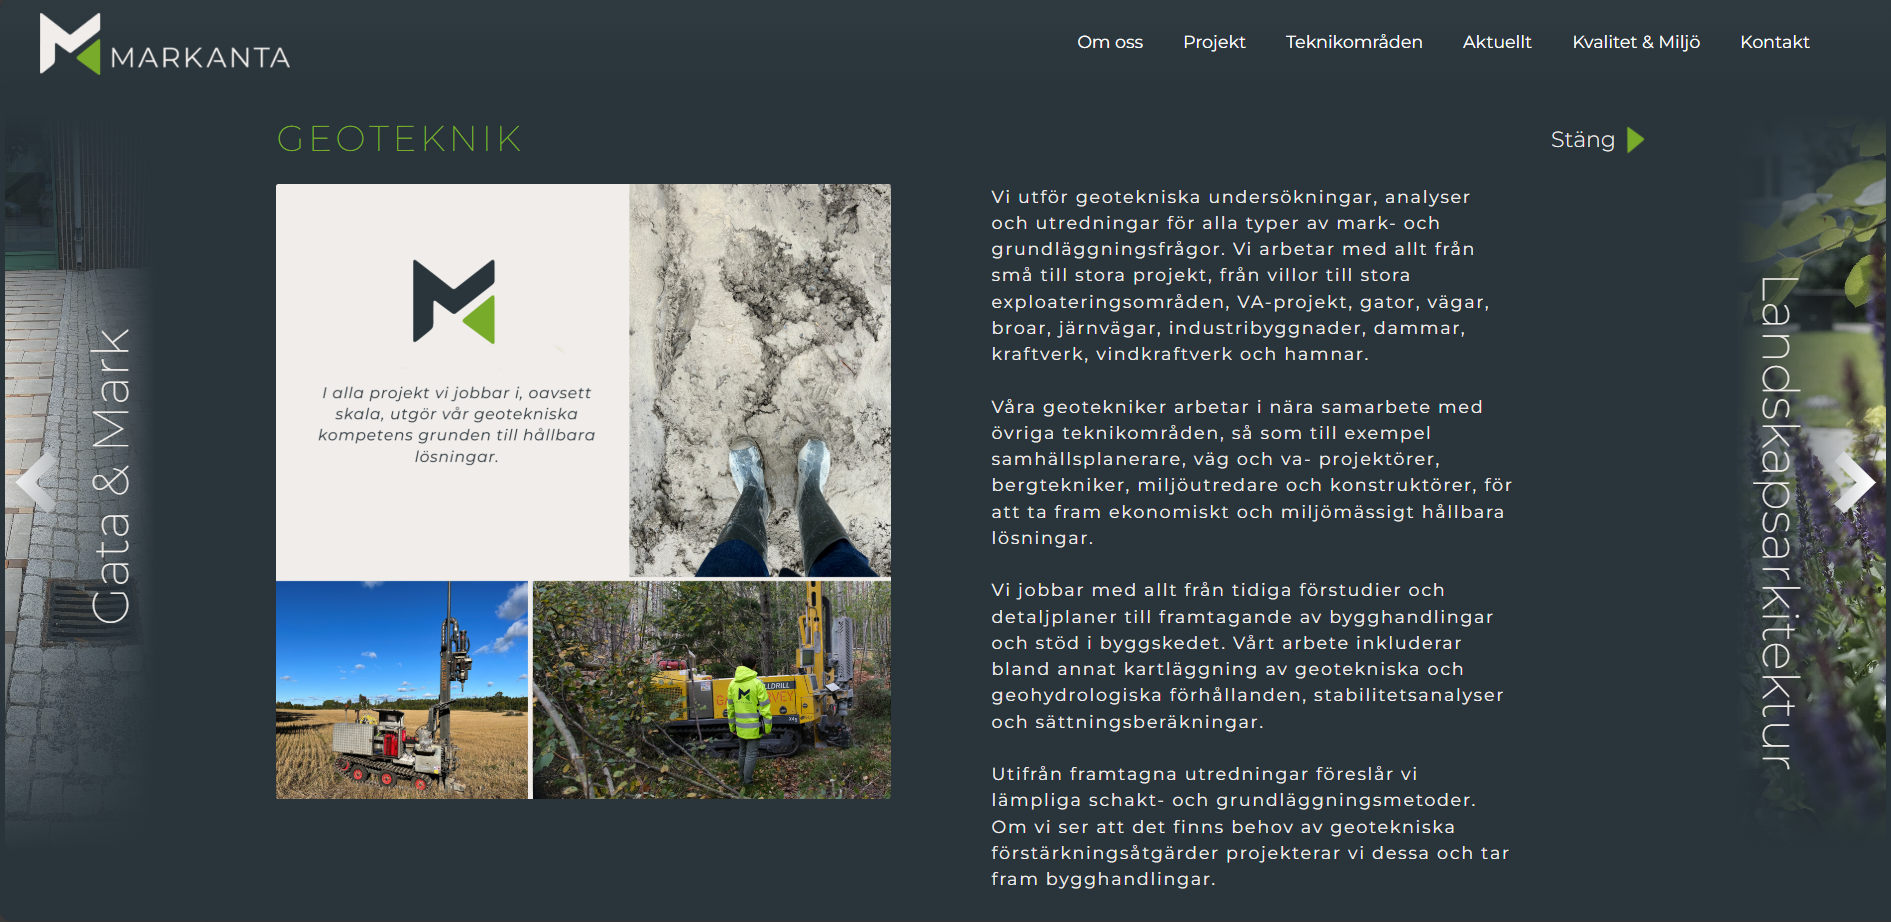 MARKANTA
Om oss
Projekt
Teknikområden
Aktuellt
Kvalitet & Miljö
Kontakt
GEOTEKNIK
Stäng
Gata & Mark
I alla projekt vi jobbar i, oavsett
skala, utgör vår geotekniska
kompetens grunden till hållbara
lösningar.
Vi utför geotekniska undersökningar, analyser
och utredningar för alla typer av mark- och
grundläggningsfrågor. Vi arbetar med allt från
små till stora projekt, från villor till stora
exploateringsområden, VA-projekt, gator, vägar,
broar, järnvägar, industribyggnader, dammar,
kraftverk, vindkraftverk och hamnar.
Våra geotekniker arbetar i nära samarbete med
övriga teknikområden, så som till exempel
samhällsplanerare, väg och va- projektörer,
bergtekniker, miljöutredare och konstruktörer, för
att ta fram ekonomiskt och miljömässigt hållbara
lösningar.
Vi jobbar med allt från tidiga förstudier och
detaljplaner till framtagande av bygghandlingar
och stöd i byggskedet. Vårt arbete inkluderar
bland annat kartläggning av geotekniska och
geohydrologiska förhållanden, stabilitetsanalyser
och sättningsberäkningar.
Utifrån framtagna utredningar föreslår vi
lämpliga schakt- och grundläggningsmetoder.
Om vi ser att det finns behov av geotekniska
förstärkningsåtgärder projekterar vi dessa och tar
fram bygghandlingar.
Landskapsarkitektur